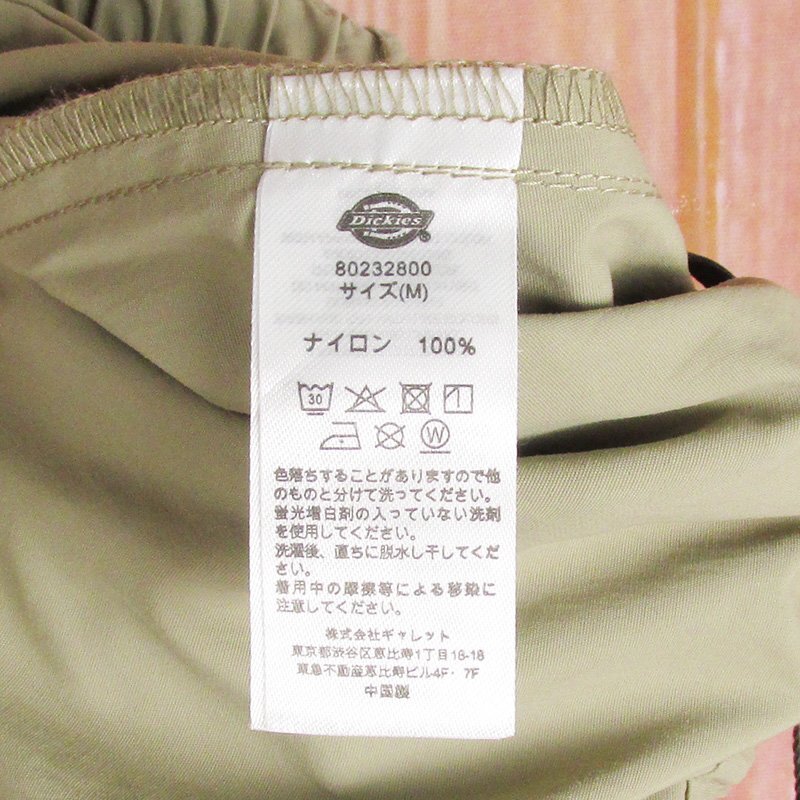 Dickies
80232800
サイズ(M)
ナイロン 100%
30
W
色落ちすることがありますので他
のものと分けて洗ってください。
蛍光増白剤の入っていない洗剤
を使用してください。
洗濯後、直ちに脱水し干してくだ
さい。
着用中の摩擦等による移染に
注意してください。
株式会社ギャレット
東京都渋谷区恵比寿1丁目18-18
東急不動産恵比寿ビル4F・7F
中国製